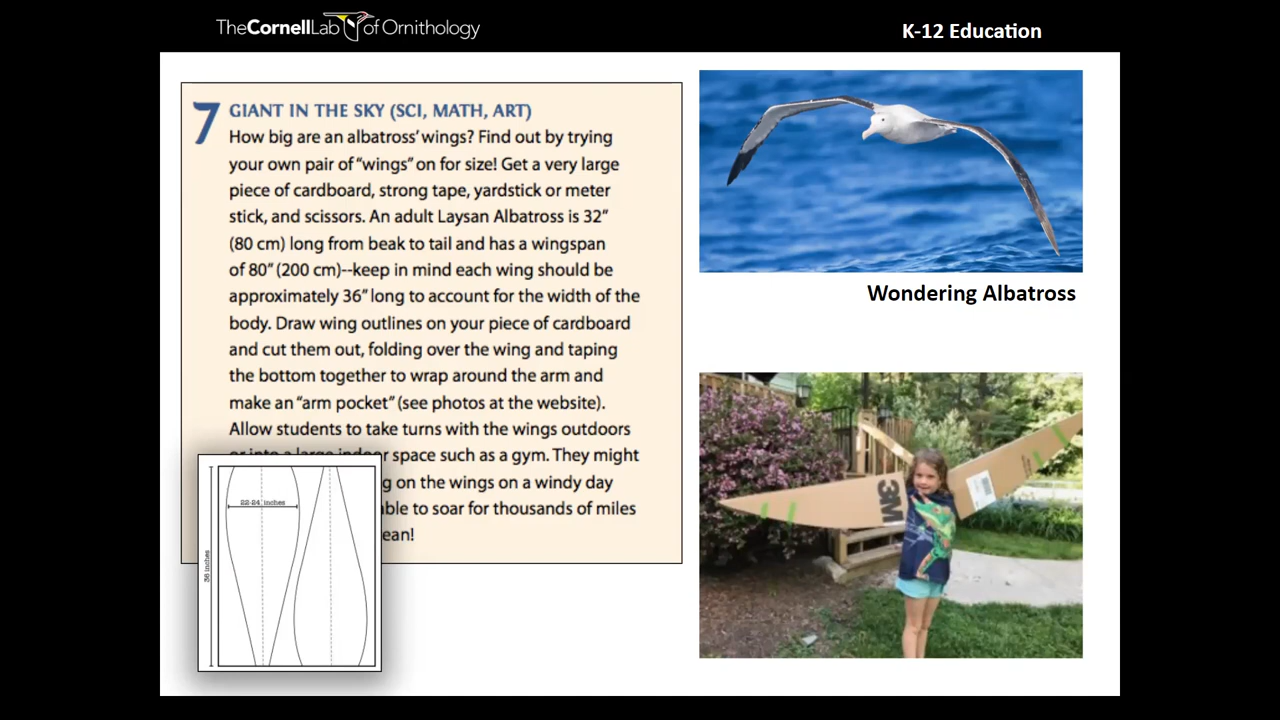 TheCornellLab of Ornithology
K-12 Education
7 GIANT IN THE SKY (SCI, MATH, ART)
How big are an albatross' wings? Find out by trying
your own pair of "wings" on for size! Get a very large
piece of cardboard, strong tape, yardstick or meter
stick, and scissors. An adult Laysan Albatross is 32"
(80 cm) long from beak to tail and has a wingspan
of 80" (200 cm)--keep in mind each wing should be
approximately 36" long to account for the width of the
body. Draw wing outlines on your piece of cardboard
and cut them out, folding over the wing and taping
the bottom together to wrap around the arm and
make an "arm pocket" (see photos at the website).
Allow students to take turns with the wings outdoors
or into a large indoor space such as a gym. They might
g on the wings on a windy day
ble to soar for thousands of miles
ean!
22-24 inches
36 inches
Wondering Albatross
3M